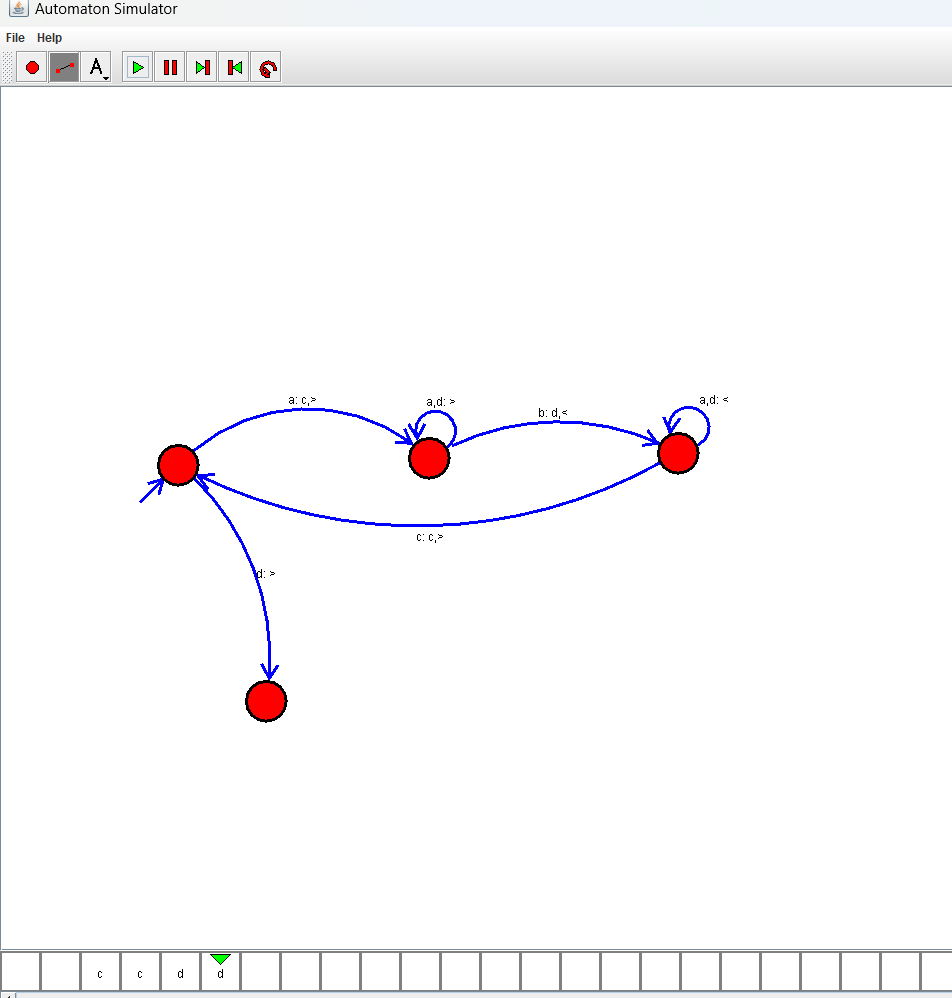 Automaton Simulator
File Help
A
a: c,>
a,d: >
b: d,<
a,d: <
c: c,>
d: >
c c d d